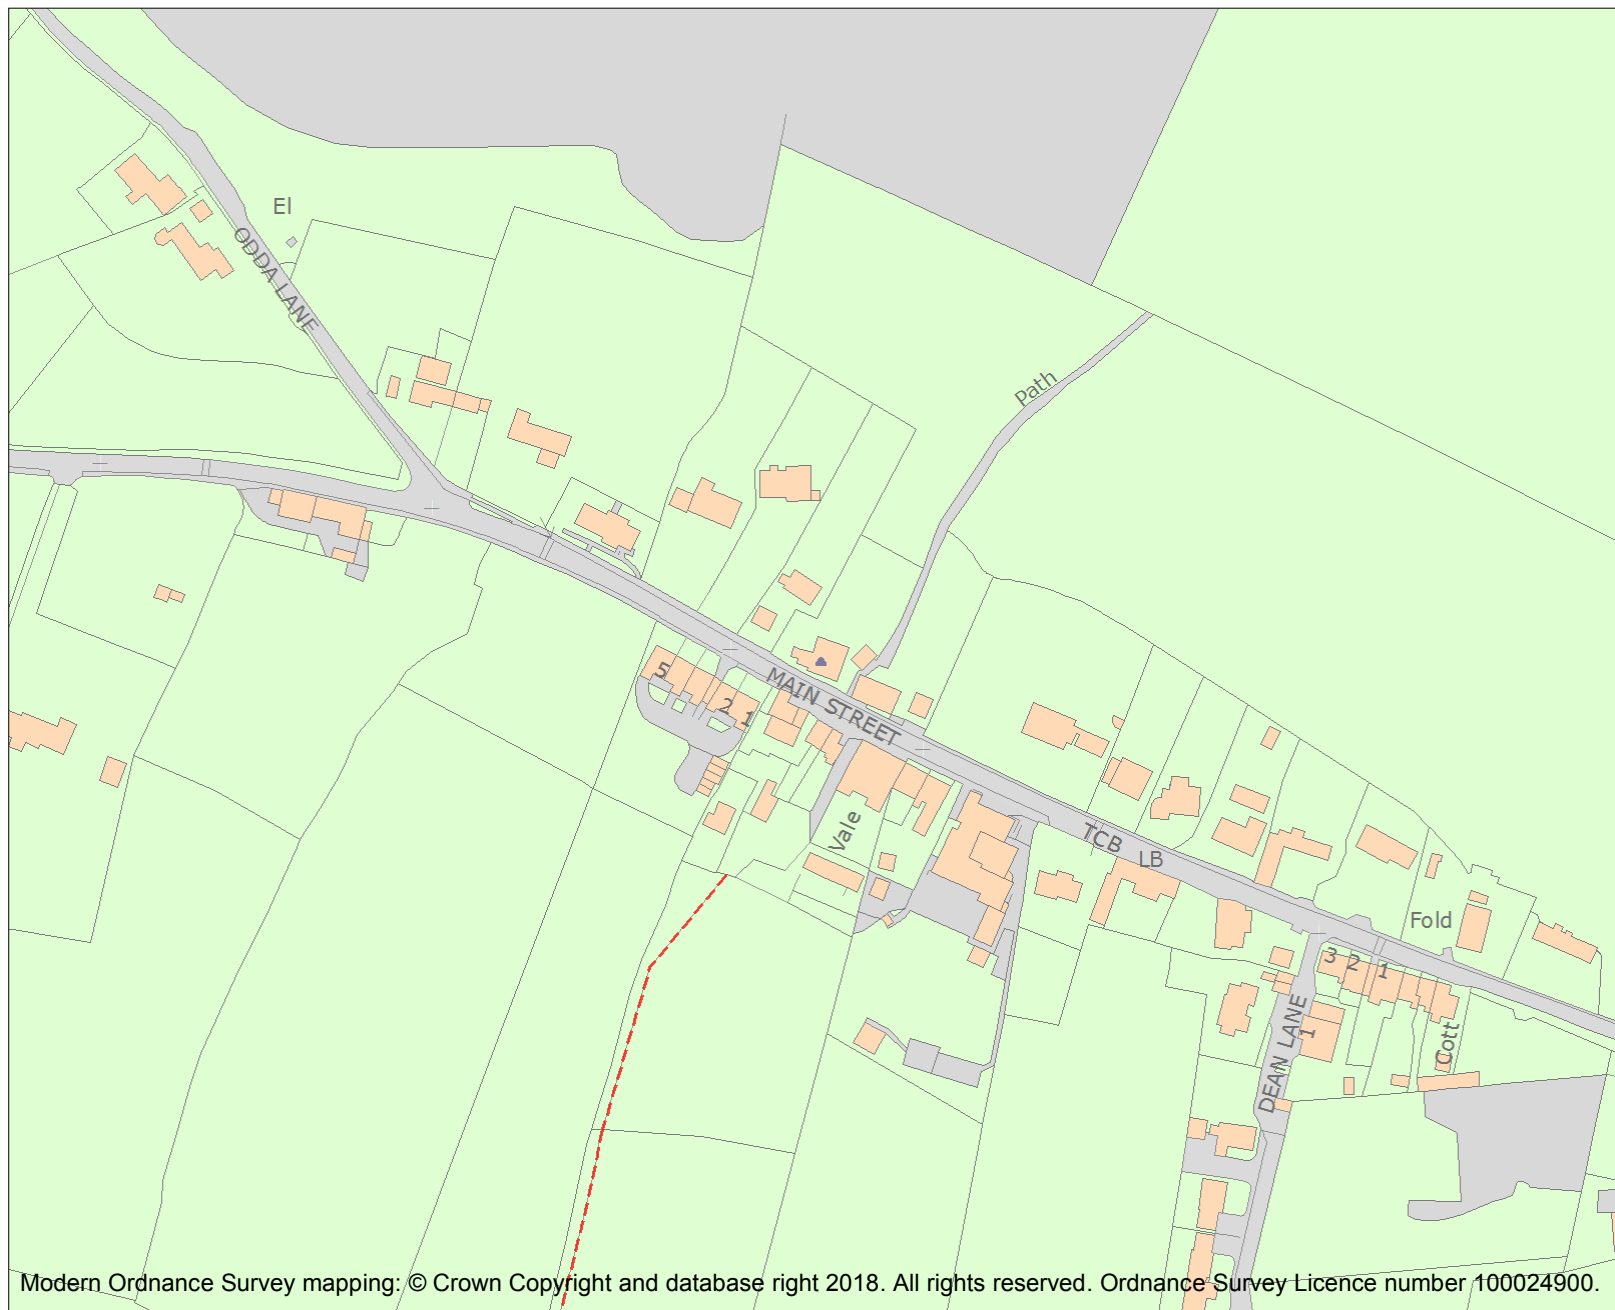 El
ODDA LANE
Path
5
2 1
MAIN STREET
Vale
TCB
LB
Fold
3 2 1
1
Cott
DEAN LANE
Modern Ordnance Survey mapping: © Crown Copyright and database right 2018. All rights reserved. Ordnance Survey Licence number 100024900.